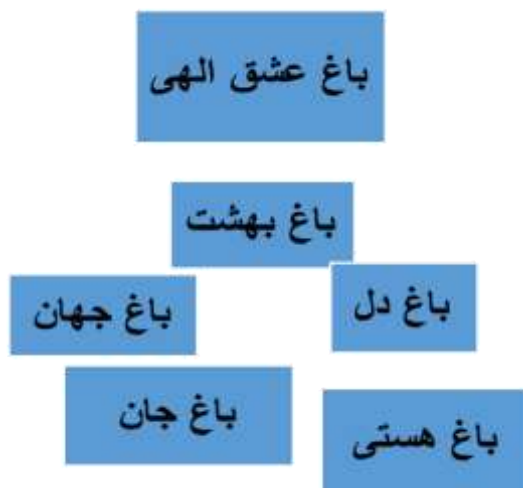 باغ عشق الهی
باغ بهشت
باغ دل
باغ جهان
باغ جان
باغ هستی